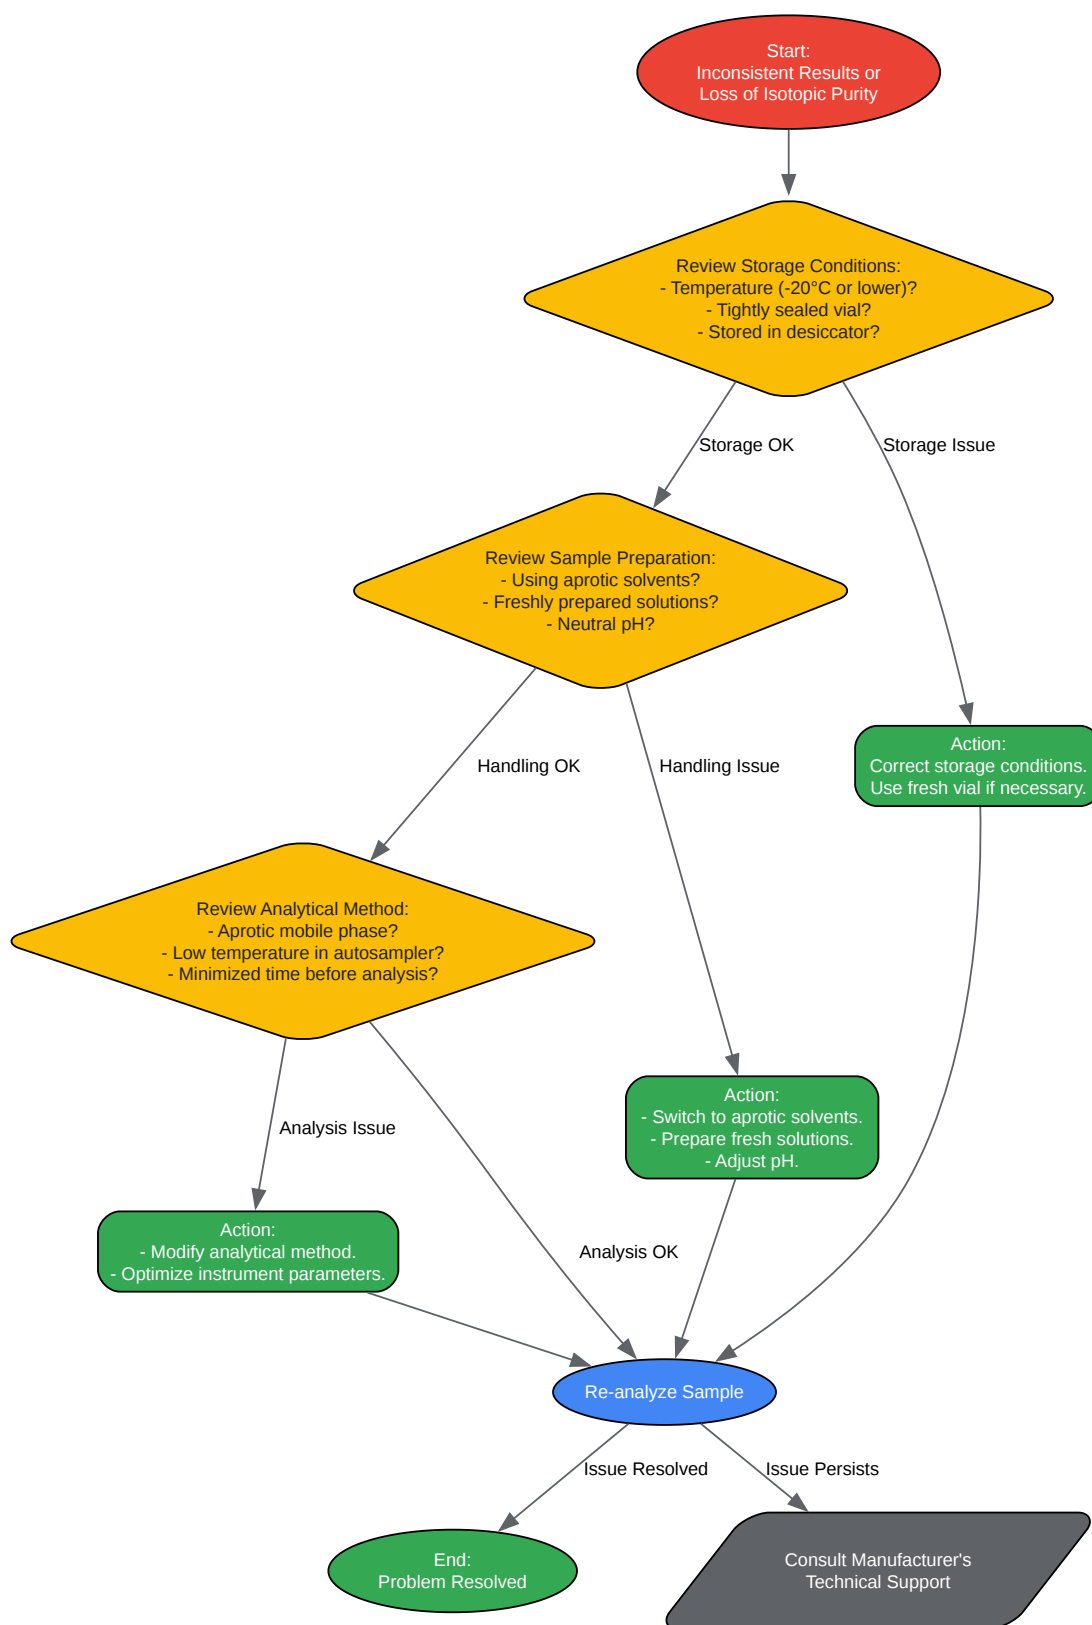 Start:
Inconsistent Results or
Loss of Isotopic Purity
Review Storage Conditions:
- Temperature (-20°C or lower)?
- Tightly sealed vial?
- Stored in desiccator?
Storage OK
Storage Issue
Review Sample Preparation:
- Using aprotic solvents?
- Freshly prepared solutions?
- Neutral pH?
Handling OK
Handling Issue
Action:
Correct storage conditions.
Use fresh vial if necessary.
Review Analytical Method:
- Aprotic mobile phase?
- Low temperature in autosampler?
- Minimized time before analysis?
Analysis Issue
Action:
- Switch to aprotic solvents.
- Prepare fresh solutions.
- Adjust pH.
Action:
- Modify analytical method.
- Optimize instrument parameters.
Analysis OK
Re-analyze Sample
Issue Resolved
Issue Persists
End:
Problem Resolved
Consult Manufacturer's
Technical Support